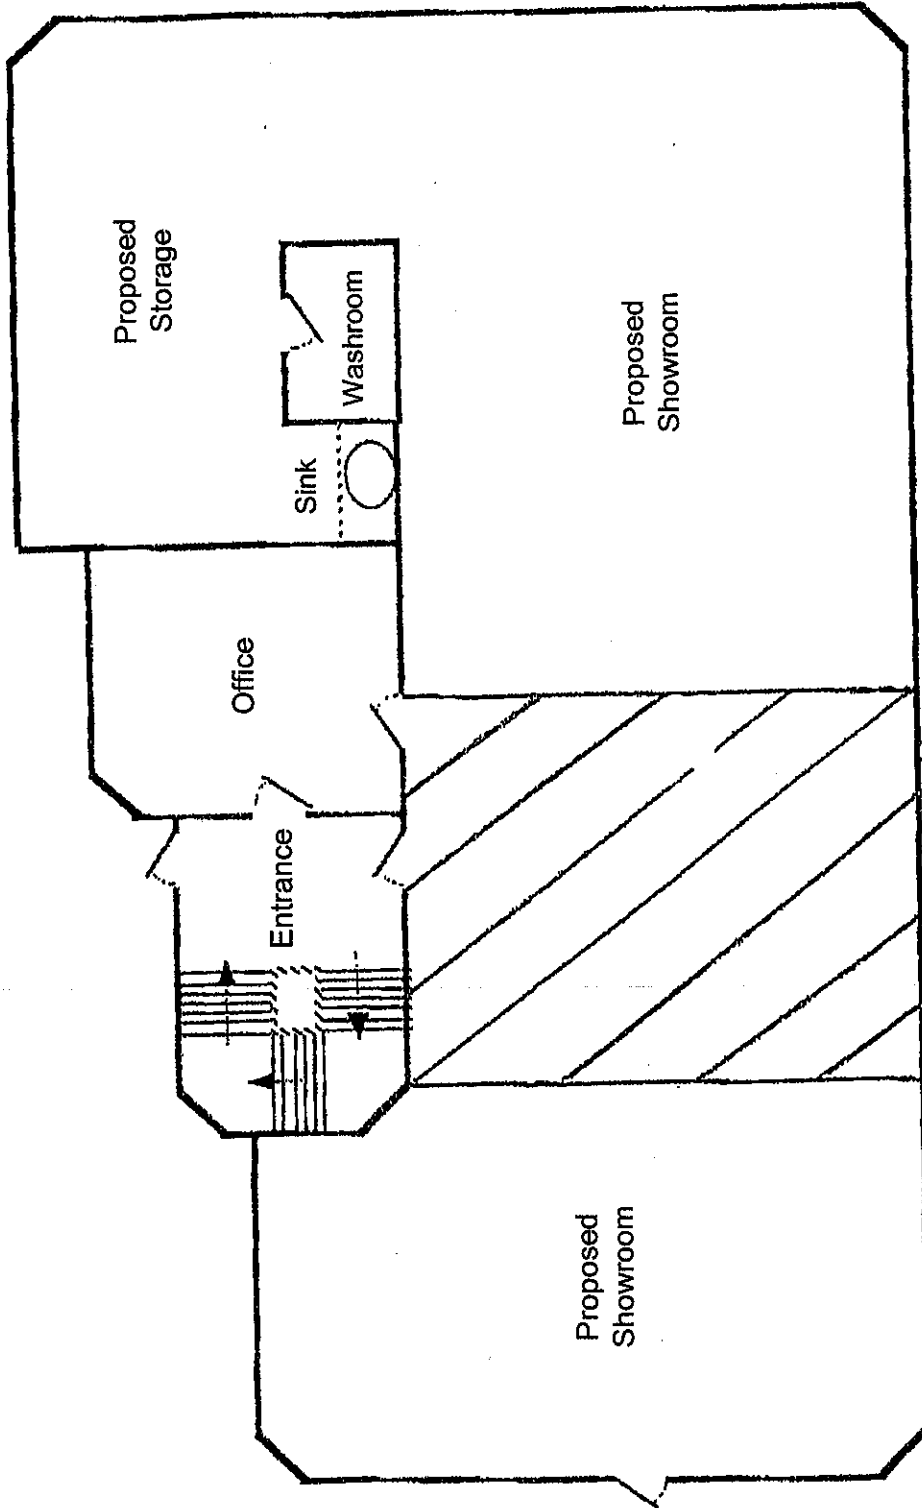 Proposed
Storage
Washroom
Sink
Office
Entrance
Proposed
Showroom
Proposed
Showroom